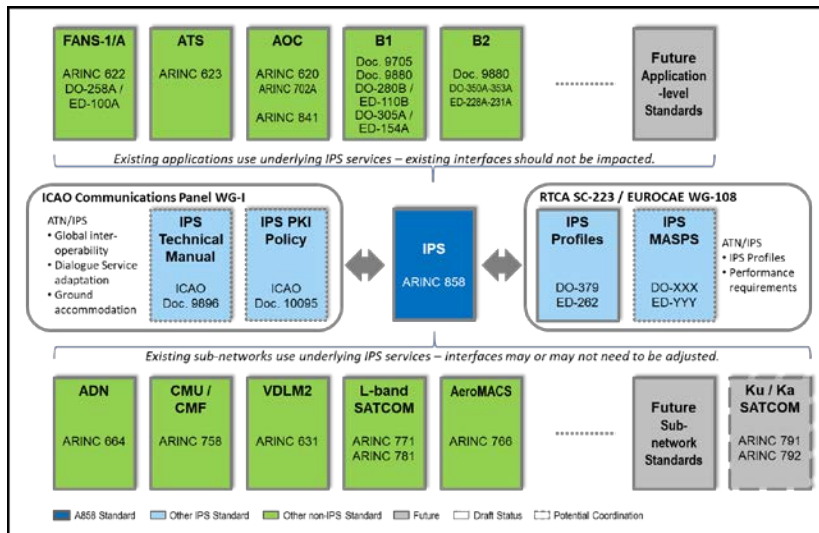 FANS-1/A
ARINC 622
DO-258A /
ED-100A
ATS
ARINC 623
AOC
ARINC 620
ARINC 702A
ARINC 841
B1
Doc. 9705
Doc. 9880
DO-280B /
ED-110B
DO-305A /
ED-154A
B2
Doc. 9880
DO-350A-353A
ED-228A-231A
Future
Application
-level
Standards
Existing applications use underlying IPS services – existing interfaces should not be impacted.
ICAO Communications Panel WG-I
ATN/IPS
• Global inter-
operability
• Dialogue Service
adaptation
• Ground
accommodation
IPS
Technical
Manual
ICAO
Doc. 9896
IPS PKI
Policy
ICAO
Doc. 10095
IPS
ARINC 858
RTCA SC-223 / EUROCAE WG-108
IPS
Profiles
DO-379
ED-262
IPS
MASPS
DO-XXX
ED-YYY
ATN/IPS
• IPS Profiles
• Performance
requirements
Existing sub-networks use underlying IPS services – interfaces may or may not need to be adjusted.
ADN
ARINC 664
CMU /
CMF
ARINC 758
VDLM2
ARINC 631
L-band
SATCOM
ARINC 771
ARINC 781
AeroMACS
ARINC 766
Future
Sub-
network
Standards
Ku / Ka
SATCOM
ARINC 791
ARINC 792
A858 Standard
Other IPS Standard
Other non-IPS Standard
Future
Draft Status
Potential Coordination